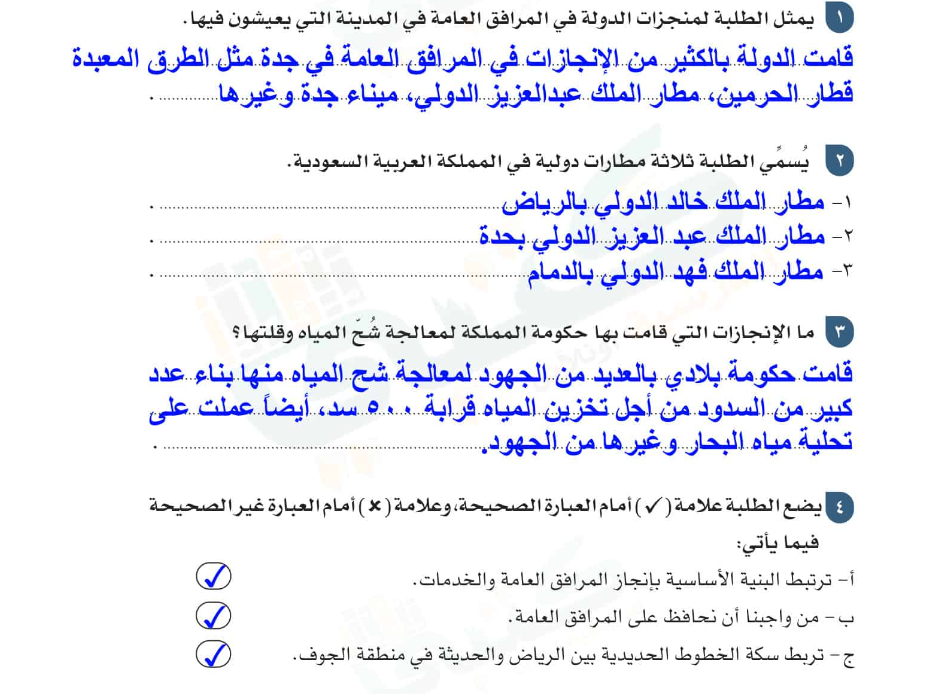 ١ يمثل الطلبة لمنجزات الدولة في المرافق العامة في المدينة التي يعيشون فيها.
قامت الدولة بالكثير من الإنجازات في المرافق العامة في جدة مثل الطرق المعبدة
قطار الحرمين، مطار الملك عبدالعزيز الدولي، ميناء جدة وغيرها .
٢ يُسمِّي الطلبة ثلاثة مطارات دولية في المملكة العربية السعودية.
١- مطار الملك خالد الدولي بالرياض .
٢- مطار الملك عبد العزيز الدولي بحدة .
٣- مطار الملك فهد الدولي بالدمام .
٣ ما الإنجازات التي قامت بها حكومة المملكة لمعالجة شُحّ المياه وقلتها؟
قامت حكومة بلادي بالعديد من الجهود لمعالجة شح المياه منها بناء عدد
كبير من السدود من أجل تخزين المياه قرابة ٥٠٠ سد، أيضاً عملت على
تحلية مياه البحار وغيرها من الجهود. .
٤ يضع الطلبة علامة (✓) أمام العبارة الصحيحة، وعلامة (✗) أمام العبارة غير الصحيحة
فيما يأتي:
أ- ترتبط البنية الأساسية بإنجاز المرافق العامة والخدمات. ✓
ب- من واجبنا أن نحافظ على المرافق العامة. ✓
ج- تربط سكة الخطوط الحديدية بين الرياض والحديثة في منطقة الجوف. ✓